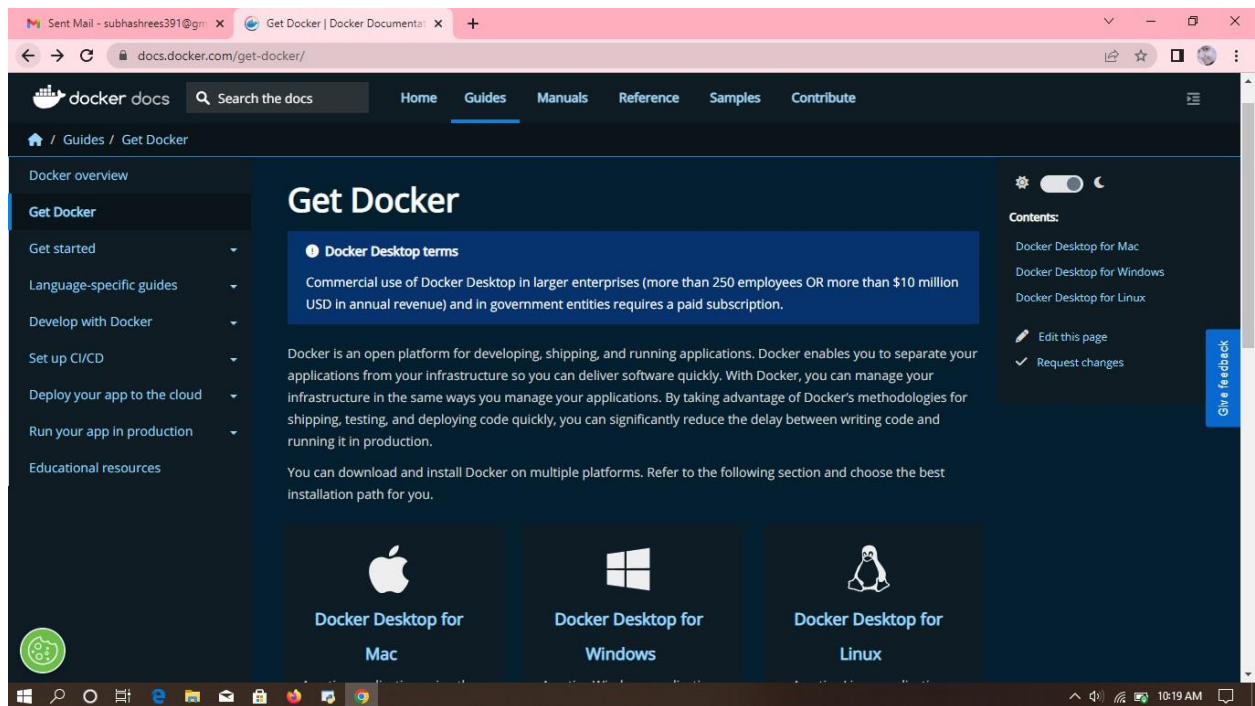 Sent Mail - subhashrees391@gm
Get Docker | Docker Documentat
docs.docker.com/get-docker/
docker docs
Search the docs
Home Guides Manuals Reference Samples Contribute
/ Guides / Get Docker
Docker overview
Get Docker
Get started
Language-specific guides
Develop with Docker
Set up CI/CD
Deploy your app to the cloud
Run your app in production
Educational resources
Get Docker
Docker Desktop terms
Commercial use of Docker Desktop in larger enterprises (more than 250 employees OR more than $10 million
USD in annual revenue) and in government entities requires a paid subscription.
Docker is an open platform for developing, shipping, and running applications. Docker enables you to separate your
applications from your infrastructure so you can deliver software quickly. With Docker, you can manage your
infrastructure in the same ways you manage your applications. By taking advantage of Docker's methodologies for
shipping, testing, and deploying code quickly, you can significantly reduce the delay between writing code and
running it in production.
You can download and install Docker on multiple platforms. Refer to the following section and choose the best
installation path for you.
Docker Desktop for
Mac
Docker Desktop for
Windows
Docker Desktop for
Linux
Contents:
Docker Desktop for Mac
Docker Desktop for Windows
Docker Desktop for Linux
Edit this page
Request changes
Give feedback
10:19 AM